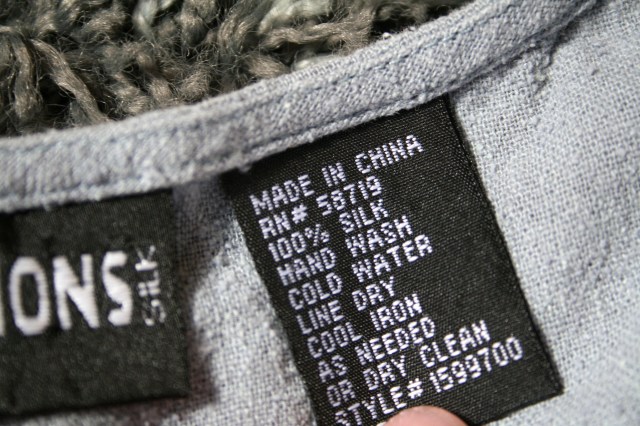 IONS
SILK
MADE IN CHINA
RN# 58719
100% SILK
HAND WASH
COLD WATER
LINE DRY
COOL IRON
AS NEEDED
OR DRY CLEAN
STYLE# 1599700